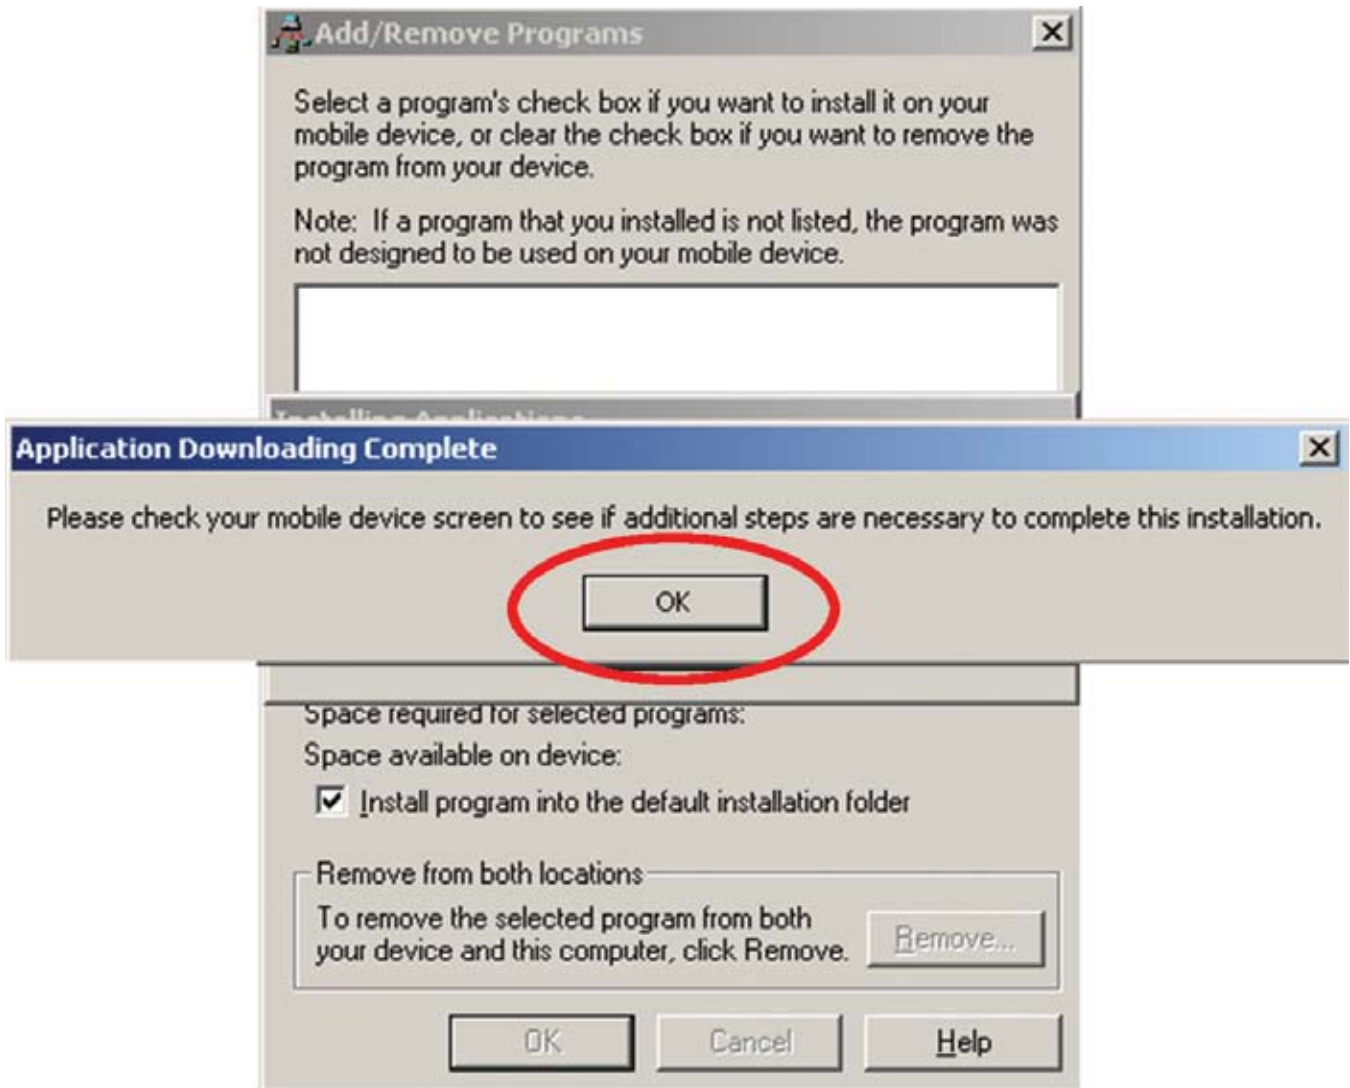 Add/Remove Programs
Select a program's check box if you want to install it on your
mobile device, or clear the check box if you want to remove the
program from your device.
Note: If a program that you installed is not listed, the program was
not designed to be used on your mobile device.
Installing Applications
Application Downloading Complete
Please check your mobile device screen to see if additional steps are necessary to complete this installation.
OK
Space required for selected programs:
Space available on device:
Install program into the default installation folder
Remove from both locations
To remove the selected program from both
your device and this computer, click Remove.
Remove...
OK
Cancel
Help